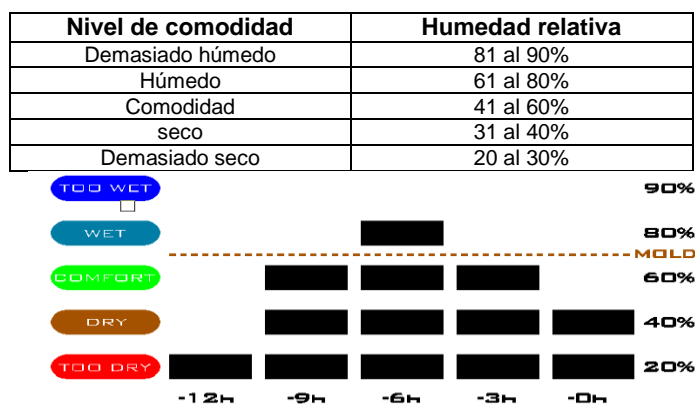 Nivel de comodidad Humedad relativa
Demasiado húmedo 81 al 90%
Húmedo 61 al 80%
Comodidad 41 al 60%
seco 31 al 40%
Demasiado seco 20 al 30%
TOO WET 90%
WET 80%
MOLD
COMFORT 60%
DRY 40%
TOO DRY 20%
-12h -9h -6h -3h -0h